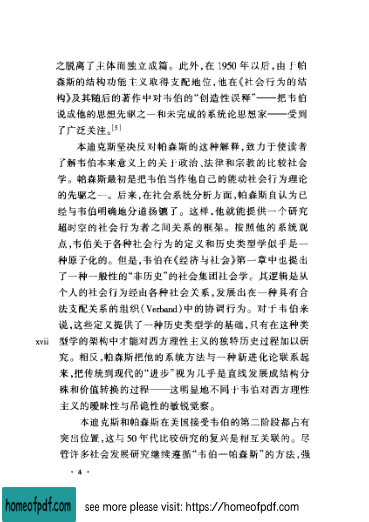 之脱离了主体而独立成篇。此外,在1950年以后,由于帕
森斯的结构功能主义取得支配地位,他在《社会行为的结
构》及其随后的著作中对韦伯的“创造性误释”——把韦伯
说成他的思想先驱之一和未完成的系统论思想家——受到
了广泛关注。[5]
本迪克斯坚决反对帕森斯的这种解释,致力于使读者
了解韦伯本来意义上的关于政治、法律和宗教的比较社会
学。帕森斯最初是把韦伯当作他自己的能动社会行为理论
的先驱之一。后来,在社会系统分析方面,帕森斯自认为已
经与韦伯明确地分道扬镳了。这样,他就能提供一个研究
超时空的社会行为者之间关系的框架。按照他的系统观
点,韦伯关于各种社会行为的定义和历史类型学似乎是一
种原子化的。但是,韦伯在《经济与社会》第一章中也提出
了一种一般性的“非历史”的社会集团社会学。其逻辑是从
个人的社会行为经由各种社会关系,发展出在一种具有合
法支配关系的组织(Verband)中的协调行为。对于韦伯来
说,这些定义提供了一种历史类型学的基础,只有在这种类
xvii 型学的架构中才能对西方理性主义的独特历史过程加以研
究。相反,帕森斯把他的系统方法与一种新进化论联系起
来,把传统到现代的“进步”视为几乎是直线发展成结构分
殊和价值转换的过程——这明显地不同于韦伯对西方理性
主义的暧昧性与吊诡性的敏锐觉察。
本迪克斯和帕森斯在美国接受韦伯的第二阶段都占有
突出位置,这与50年代比较研究的复兴是相互关联的。尽
管许多社会发展研究继续遵循“韦伯—帕森斯”的方法,强
· 4 ·
homeofpdf.com
see more please visit: https://homeofpdf.com